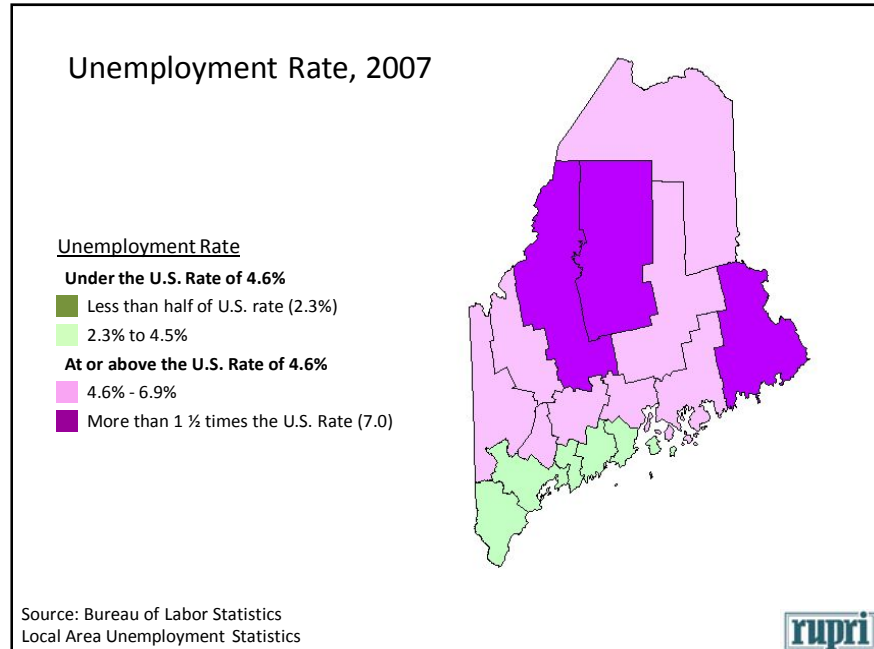 Unemployment Rate, 2007
Unemployment Rate
Under the U.S. Rate of 4.6%
Less than half of U.S. rate (2.3%)
2.3% to 4.5%
At or above the U.S. Rate of 4.6%
4.6% - 6.9%
More than 1 ½ times the U.S. Rate (7.0)
Source: Bureau of Labor Statistics
Local Area Unemployment Statistics
rupri